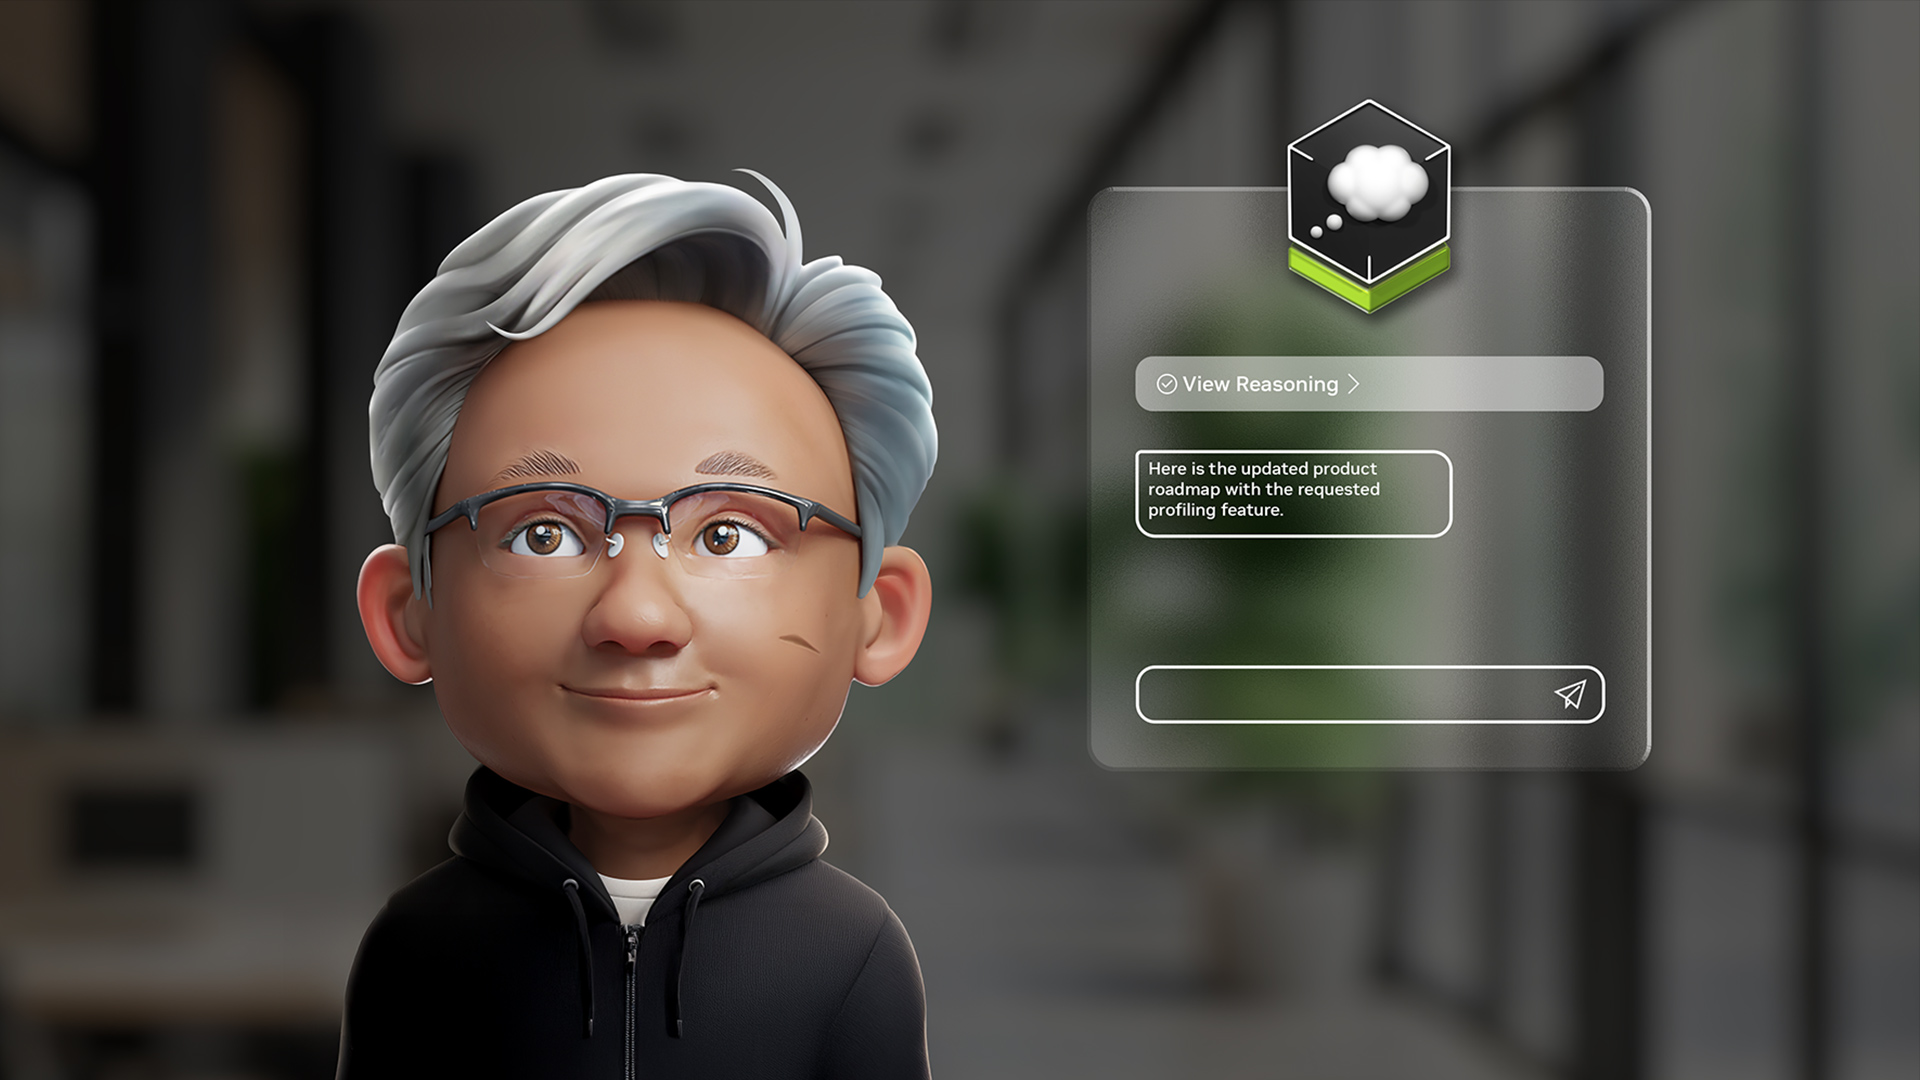 View Reasoning
Here is the updated product
roadmap with the requested
profiling feature.